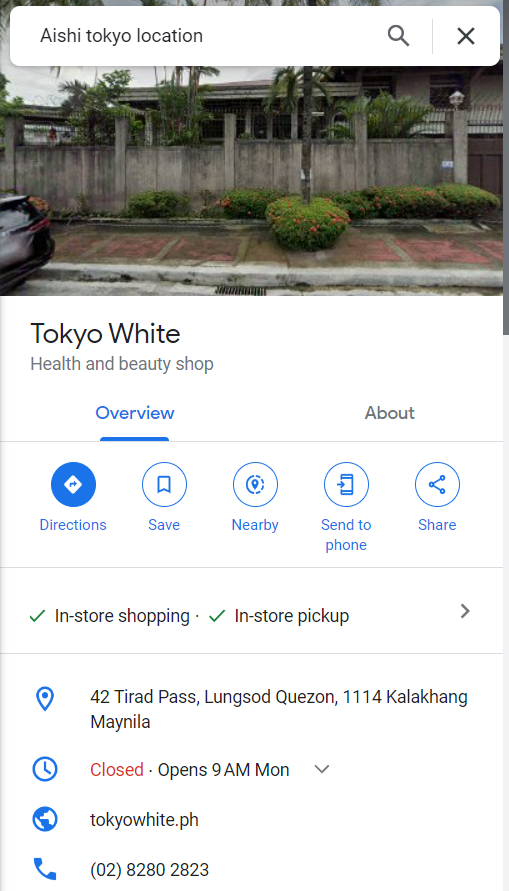 Aishi tokyo location
Tokyo White
Health and beauty shop
Overview
About
Directions
Save
Nearby
Send to
phone
Share
In-store shopping · In-store pickup
42 Tirad Pass, Lungsod Quezon, 1114 Kalakhang
Maynila
Closed · Opens 9 AM Mon
tokyowhite.ph
(02) 8280 2823